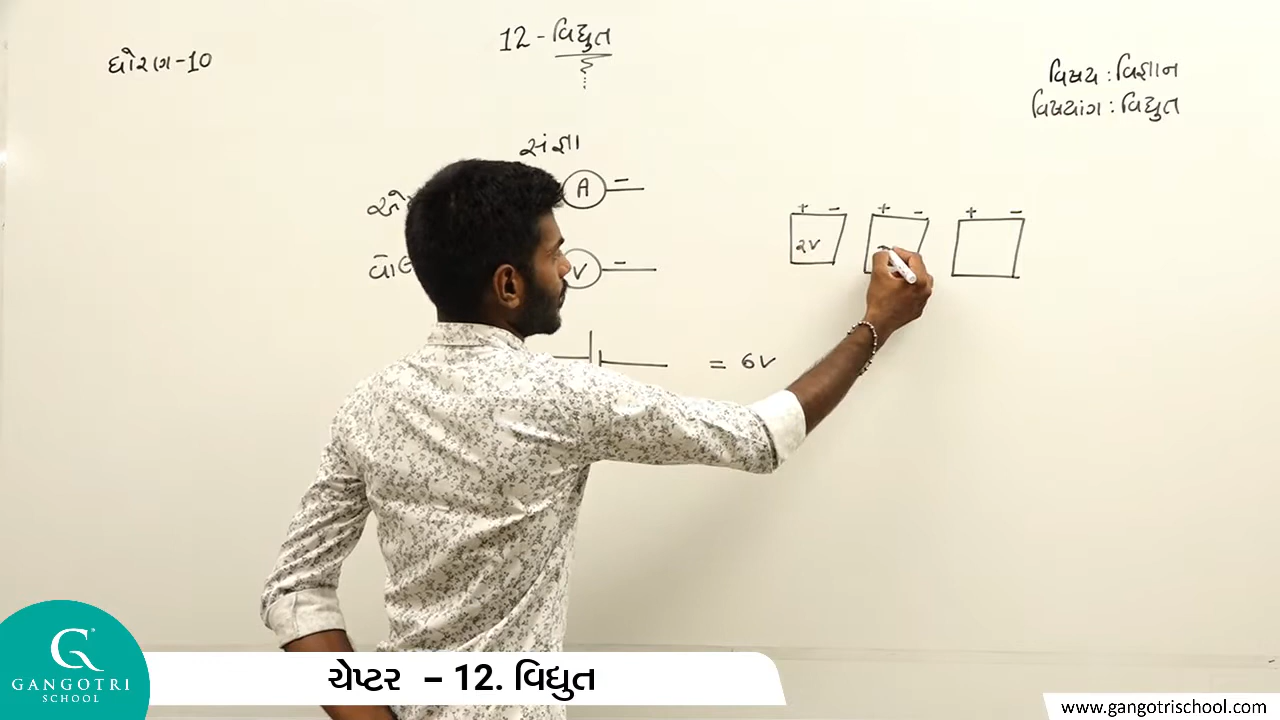 ધોરણ-10
12 - વિદ્યુત
વિષય : વિજ્ઞાન
વિષયાંગ : વિદ્યુત
સંજ્ઞા
A
-
V
-
+ -
+ -
+ -
2V
= 6V
GANGOTRI
SCHOOL
ચેપ્ટર – 12. વિદ્યુત
www.gangotrischool.com